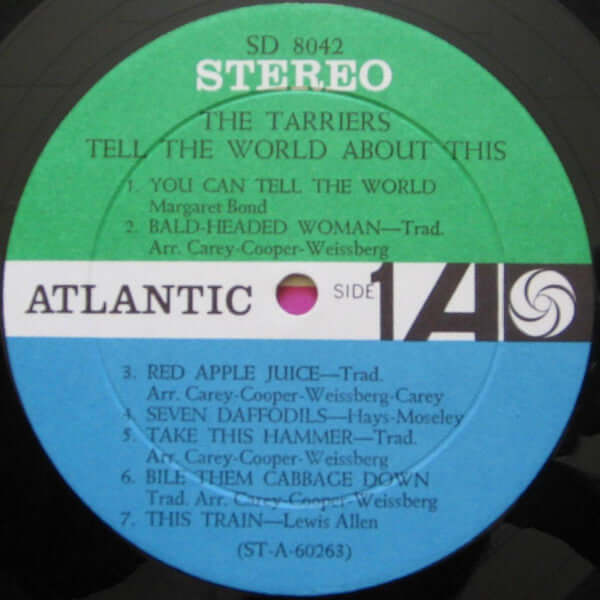 SD 8042
STEREO
THE TARRIERS
TELL THE WORLD ABOUT THIS
1. YOU CAN TELL THE WORLD
Margaret Bond
2. BALD-HEADED WOMAN—Trad.
Arr. Carey-Cooper-Weissberg
ATLANTIC SIDE 1 A
3. RED APPLE JUICE—Trad.
Arr. Carey-Cooper-Weissberg-Carey
4. SEVEN DAFFODILS—Hays-Moseley
5. TAKE THIS HAMMER—Trad.
Arr. Carey-Cooper-Weissberg
6. BILE THEM CABBAGE DOWN
Trad. Arr. Carey-Cooper-Weissberg
7. THIS TRAIN—Lewis Allen
(ST-A-60263)